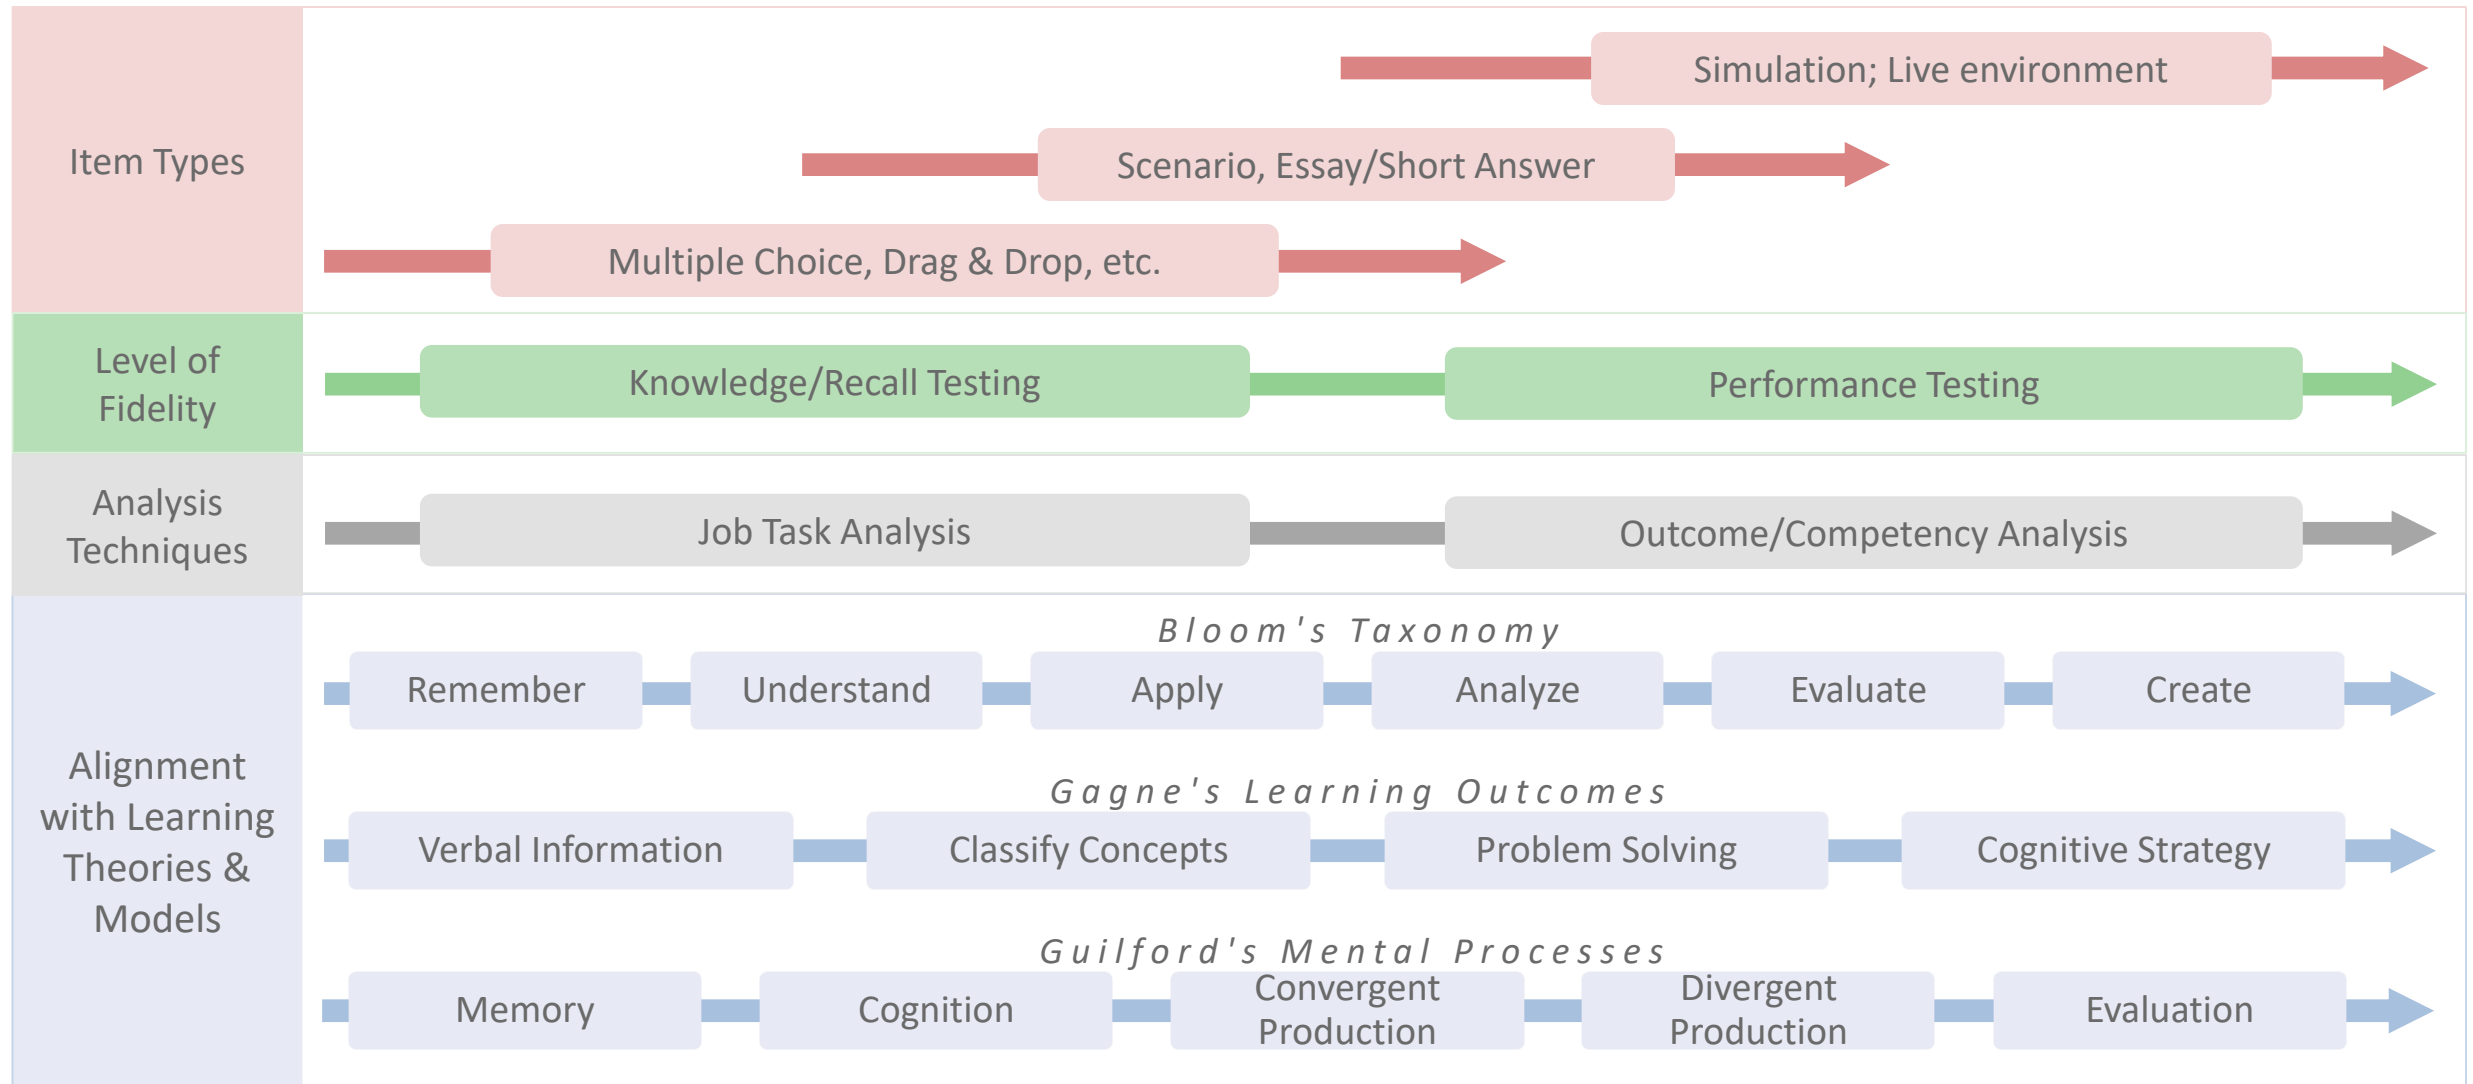 Item Types
Simulation; Live environment
Scenario, Essay/Short Answer
Multiple Choice, Drag & Drop, etc.
Level of
Fidelity
Knowledge/Recall Testing
Performance Testing
Analysis
Techniques
Job Task Analysis
Outcome/Competency Analysis
Alignment
with Learning
Theories &
Models
Bloom's Taxonomy
Remember
Understand
Apply
Analyze
Evaluate
Create
Gagne's Learning Outcomes
Verbal Information
Classify Concepts
Problem Solving
Cognitive Strategy
Guilford's Mental Processes
Memory
Cognition
Convergent
Production
Divergent
Production
Evaluation